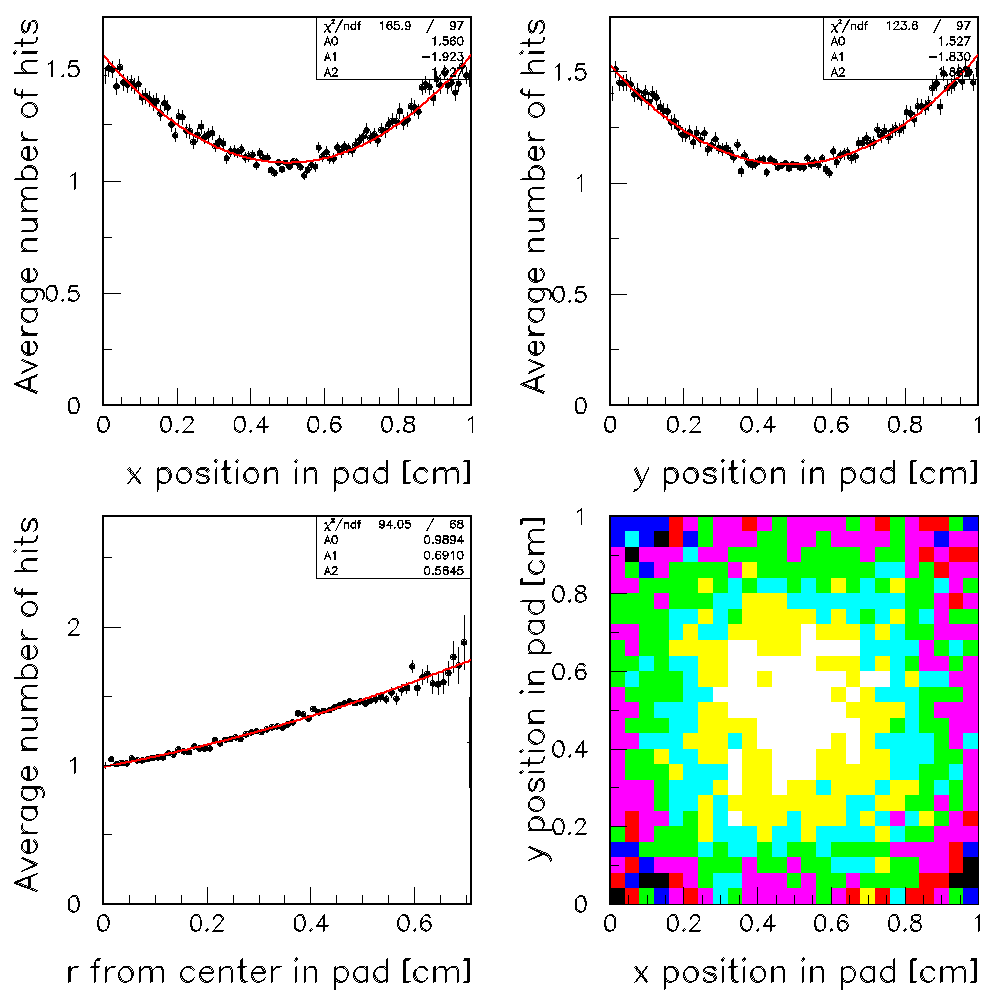 χ²/ndf 165.9 / 97
A0 1.560
A1 −1.923
A2
Average number of hits
1.5
1
0.5
0
0 0.2 0.4 0.6 0.8 1
x position in pad [cm]
χ²/ndf 123.6 / 97
A0 1.527
A1 −1.830
A2
Average number of hits
1.5
1
0.5
0
0 0.2 0.4 0.6 0.8 1
y position in pad [cm]
χ²/ndf 94.05 / 68
A0 0.9894
A1 0.6910
A2 0.5645
Average number of hits
2
1
0
0 0.2 0.4 0.6
r from center in pad [cm]
y position in pad [cm]
1
0.8
0.6
0.4
0.2
0
0 0.2 0.4 0.6 0.8 1
x position in pad [cm]